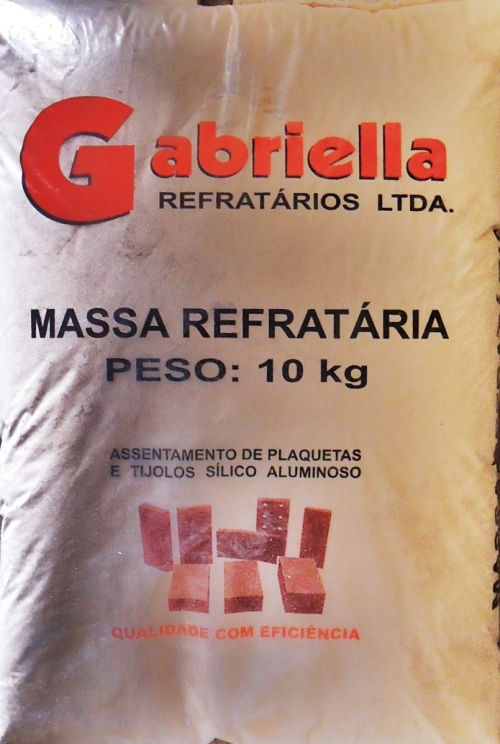 Gabriella
REFRATÁRIOS LTDA.
MASSA REFRATÁRIA
PESO: 10 kg
ASSENTAMENTO DE PLAQUETAS
E TIJOLOS SÍLICO ALUMINOSO
QUALIDADE COM EFICIÊNCIA